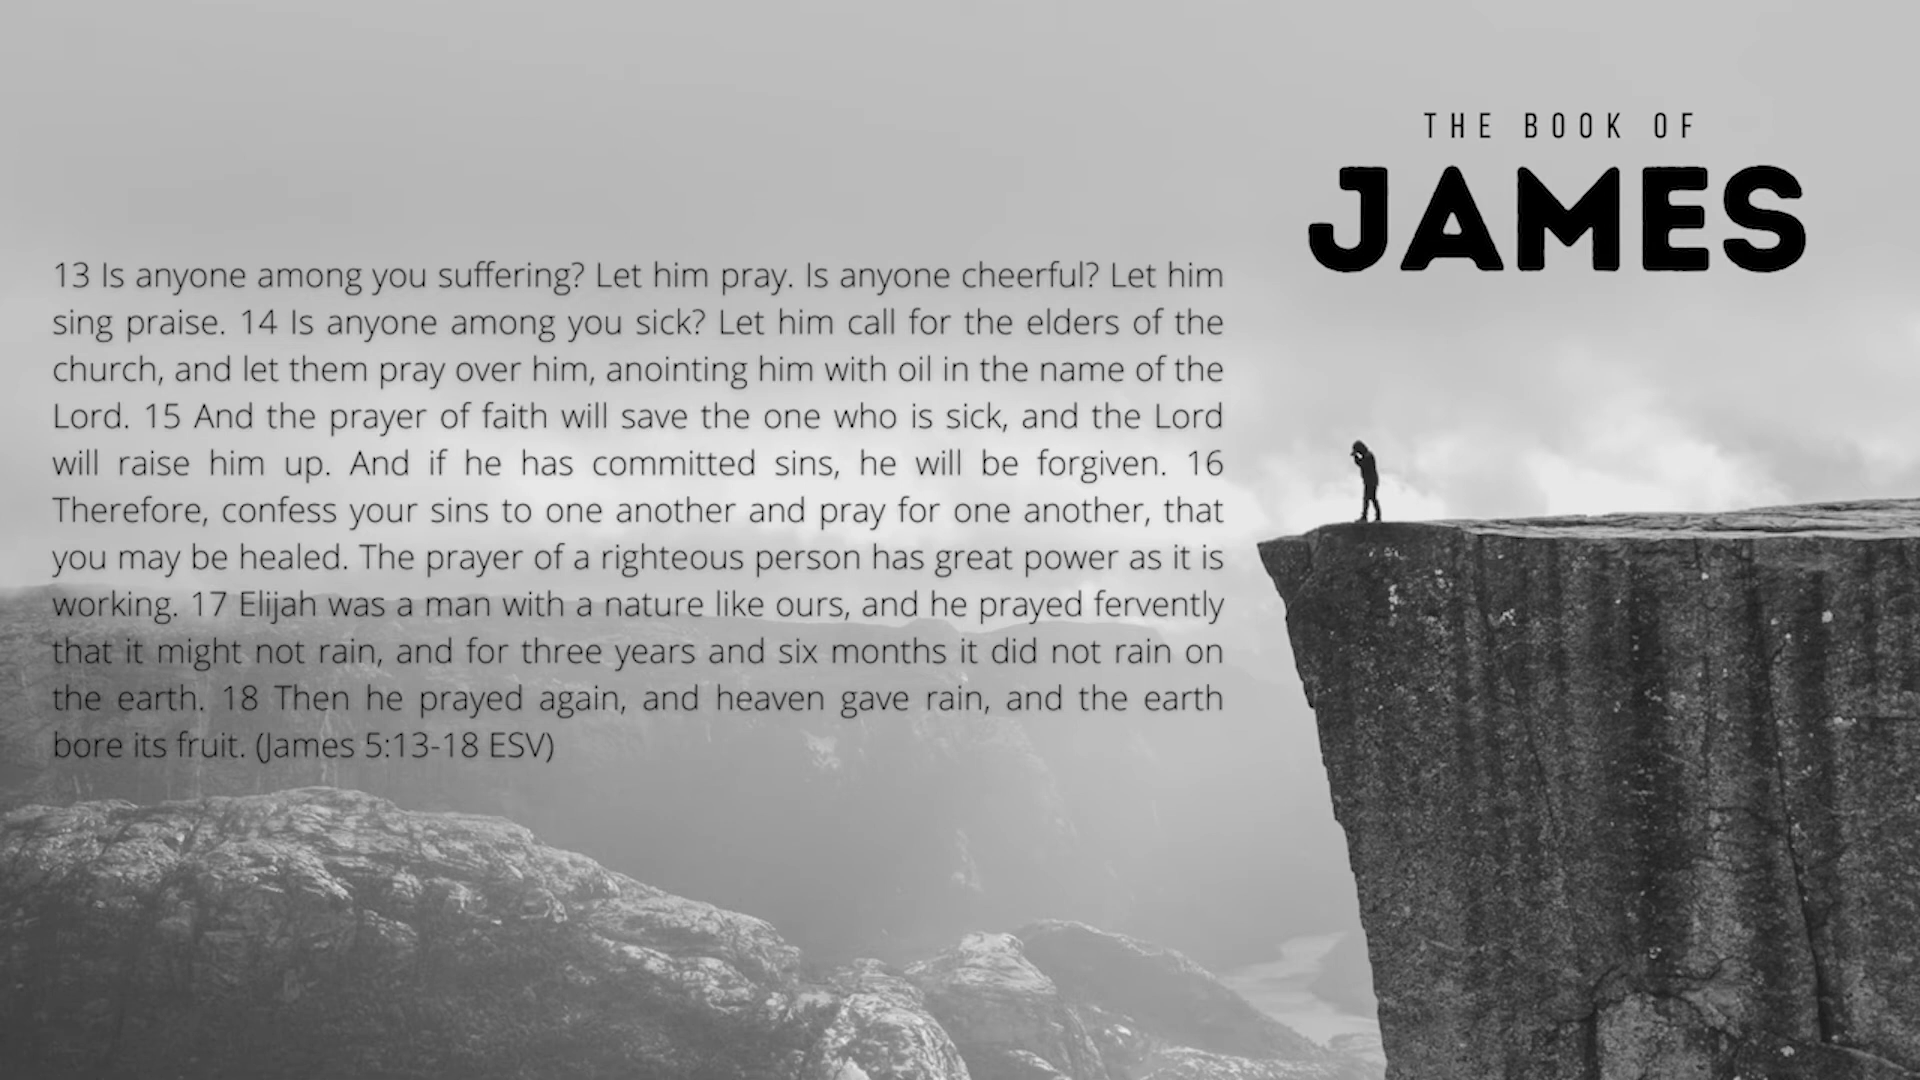 THE BOOK OF
JAMES
13 Is anyone among you suffering? Let him pray. Is anyone cheerful? Let him
sing praise. 14 Is anyone among you sick? Let him call for the elders of the
church, and let them pray over him, anointing him with oil in the name of the
Lord. 15 And the prayer of faith will save the one who is sick, and the Lord
will raise him up. And if he has committed sins, he will be forgiven. 16
Therefore, confess your sins to one another and pray for one another, that
you may be healed. The prayer of a righteous person has great power as it is
working. 17 Elijah was a man with a nature like ours, and he prayed fervently
that it might not rain, and for three years and six months it did not rain on
the earth. 18 Then he prayed again, and heaven gave rain, and the earth
bore its fruit. (James 5:13-18 ESV)